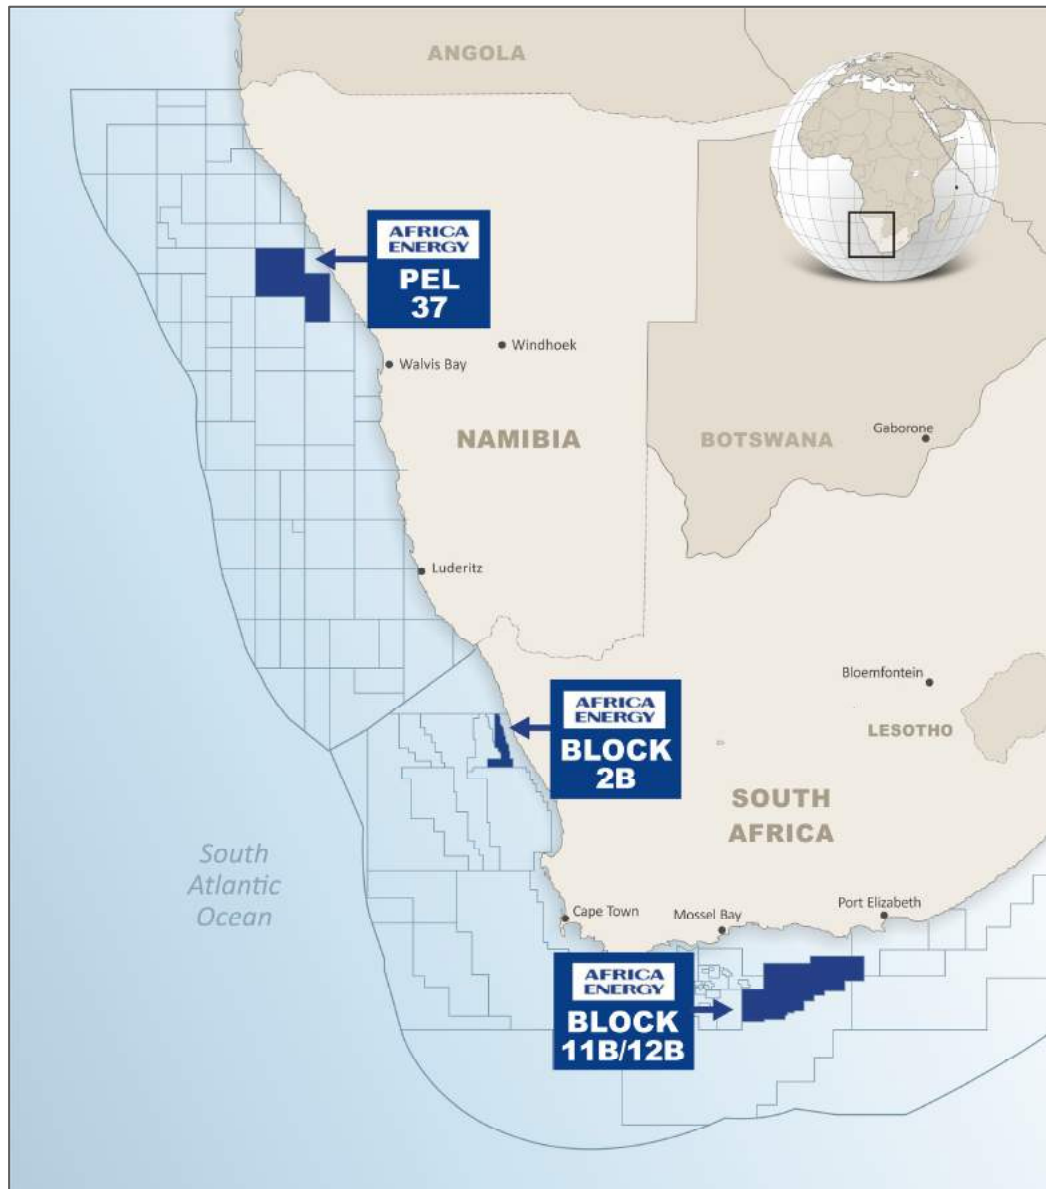 ANGOLA
AFRICA
ENERGY
PEL
37
Windhoek
Walvis Bay
NAMIBIA
BOTSWANA
Gaborone
Luderitz
Bloemfontein
LESOTHO
AFRICA
ENERGY
BLOCK
2B
SOUTH
AFRICA
South
Atlantic
Ocean
Cape Town
Mossel Bay
Port Elizabeth
AFRICA
ENERGY
BLOCK
11B/12B